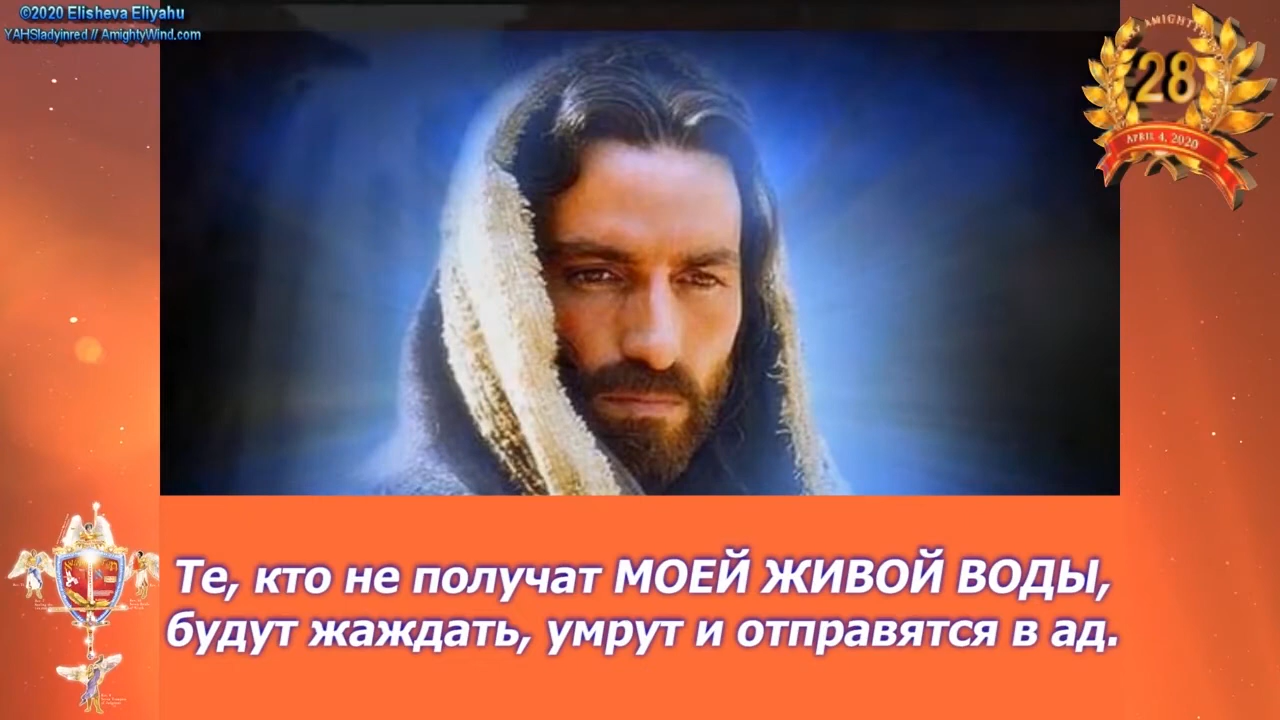 ©2020 Elisheva Eliyahu
YAHSladyinred // AmightyWind.com
28
APRIL 4, 2020
Те, кто не получат МОЕЙ ЖИВОЙ ВОДЫ,
будут жаждать, умрут и отправятся в ад.